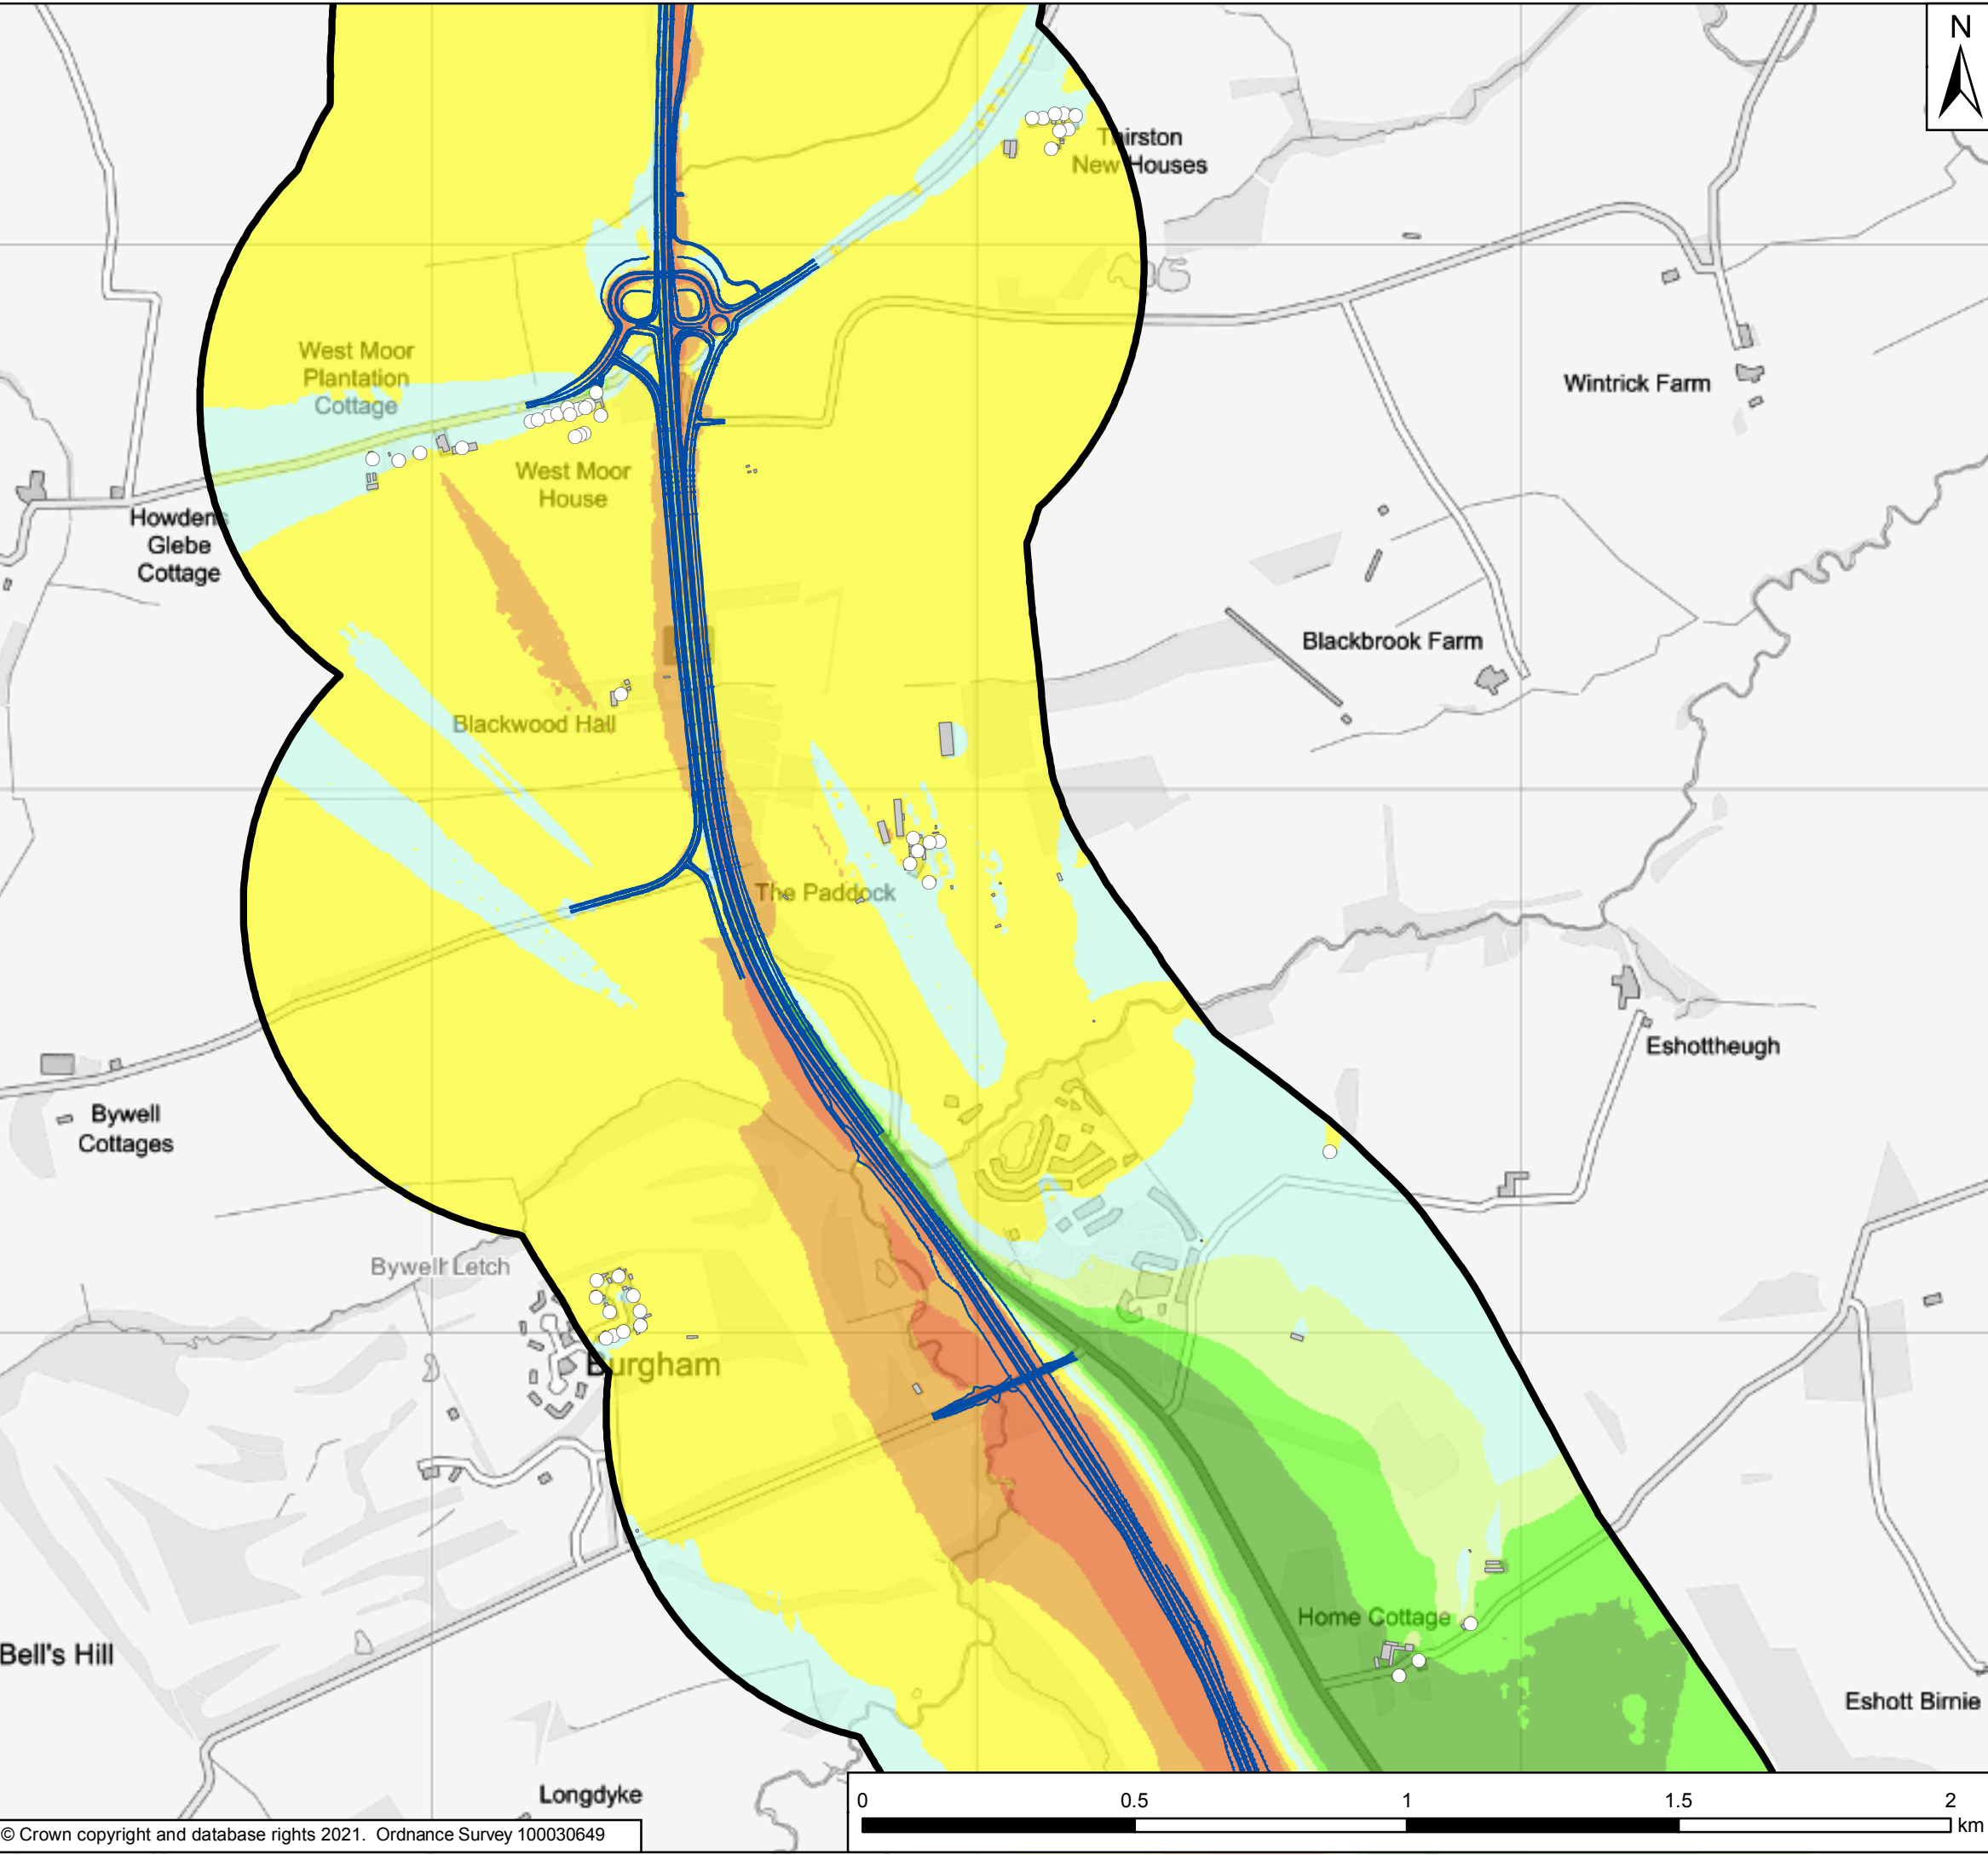 N
Thirston
New Houses
West Moor
Plantation
Cottage
Wintrick Farm
West Moor
House
Howdens
Glebe
Cottage
Blackbrook Farm
Blackwood Hall
The Paddock
Eshottheugh
Bywell
Cottages
Bywell Letch
Burgham
Home Cottage
Bell's Hill
Eshott Birnie
Longdyke
0 0.5 1 1.5 2
km
© Crown copyright and database rights 2021. Ordnance Survey 100030649